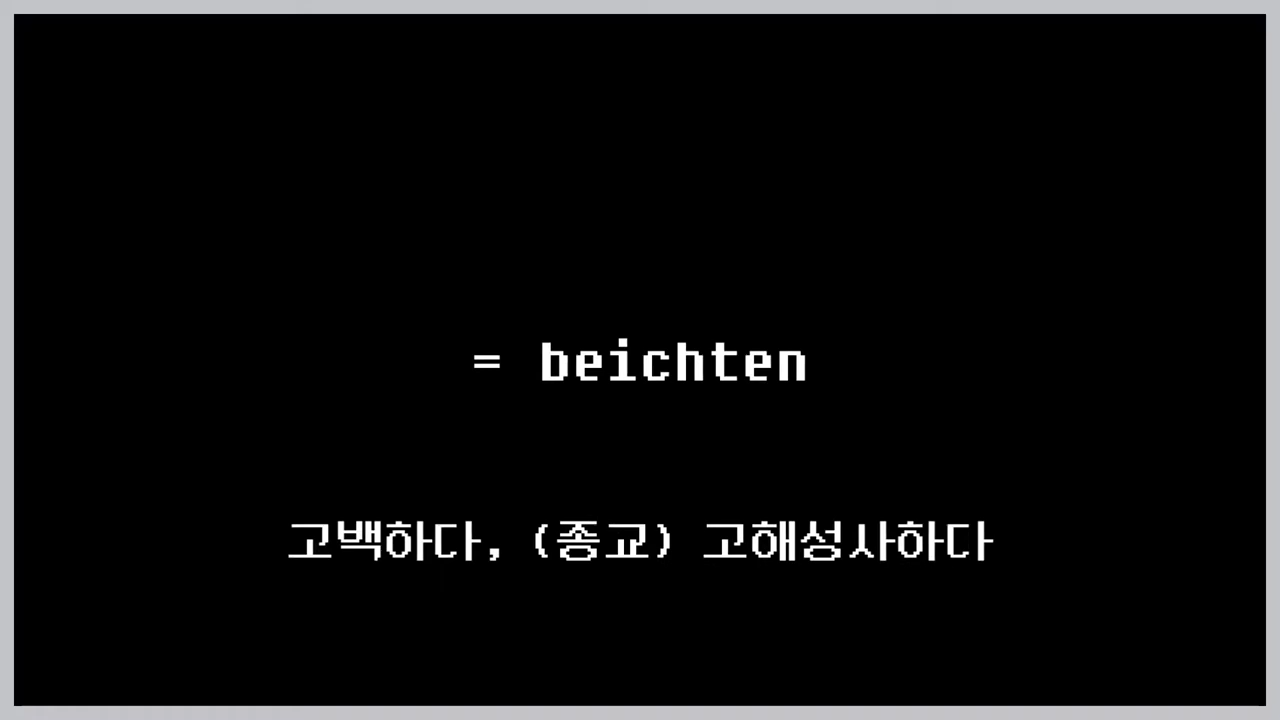 = beichten
고백하다, (종교) 고해성사하다